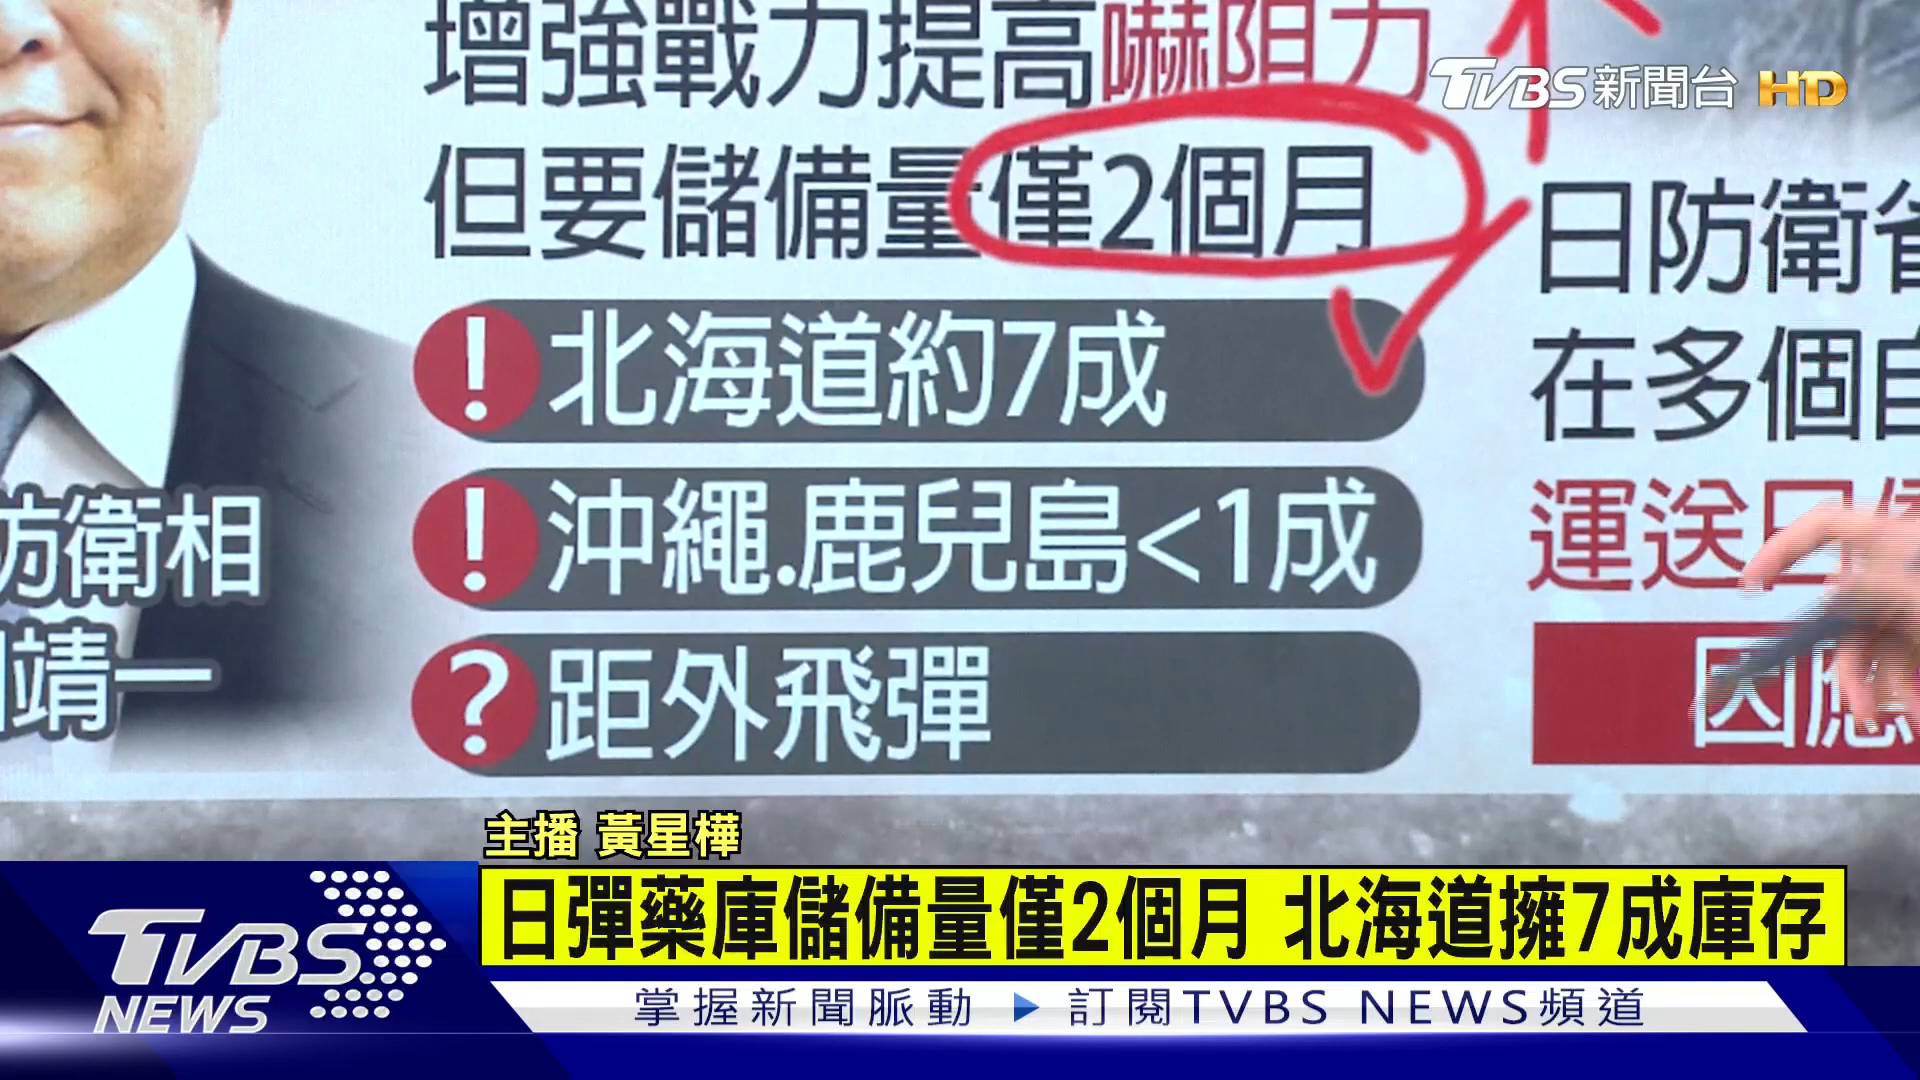 增強戰力提高嚇阻力
但要儲備量僅2個月
! 北海道約7成
! 沖繩.鹿兒島<1成
? 距外飛彈
防衛相
靖一
TVBS新聞台 HD
日防衛省
在多個自
運送日
因應
主播 黃星樺
日彈藥庫儲備量僅2個月 北海道擁7成庫存
TVBS NEWS
掌握新聞脈動 ▶ 訂閱TVBS NEWS頻道